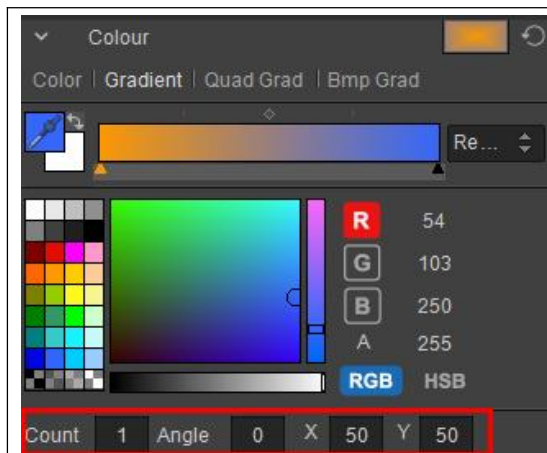 Colour
Color | Gradient | Quad Grad | Bmp Grad
Re...
R 54
G 103
B 250
A 255
RGB HSB
Count 1 Angle 0 X 50 Y 50